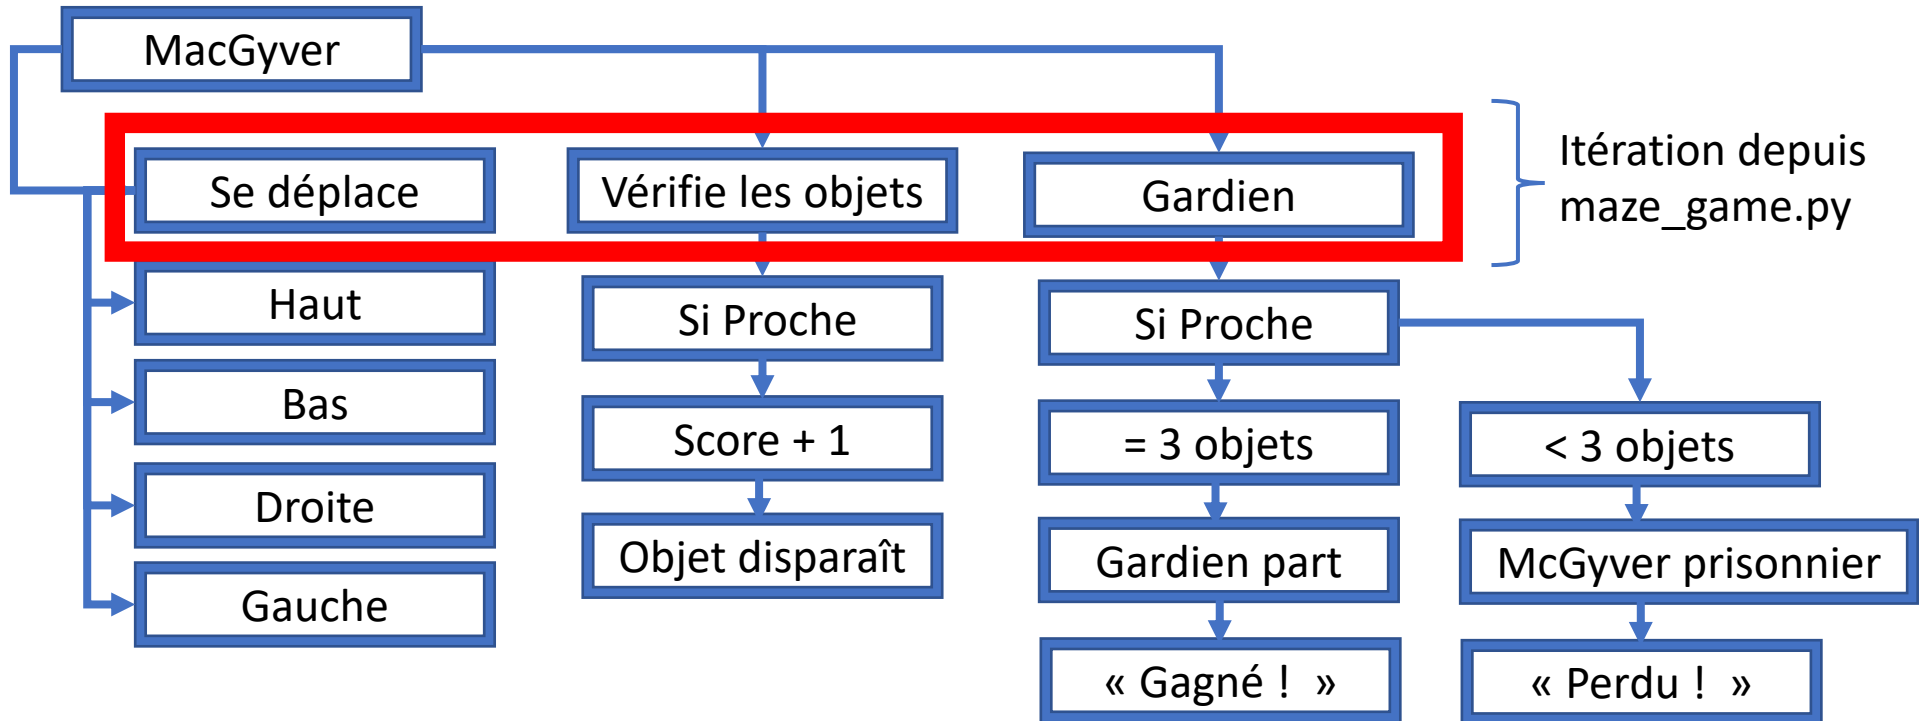 MacGyver
Se déplace
Vérifie les objets
Gardien
Itération depuis
maze_game.py
Haut
Bas
Droite
Gauche
Si Proche
Score + 1
Objet disparaît
Si Proche
= 3 objets
Gardien part
« Gagné ! »
< 3 objets
McGyver prisonnier
« Perdu ! »